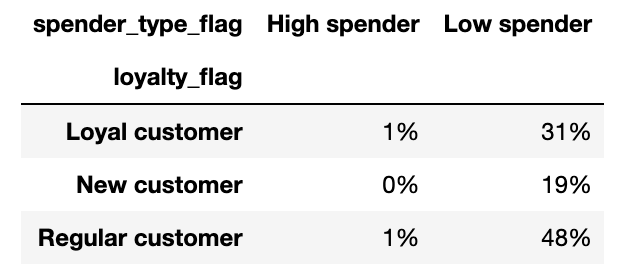 spender_type_flag High spender Low spender
loyalty_flag
Loyal customer 1% 31%
New customer 0% 19%
Regular customer 1% 48%